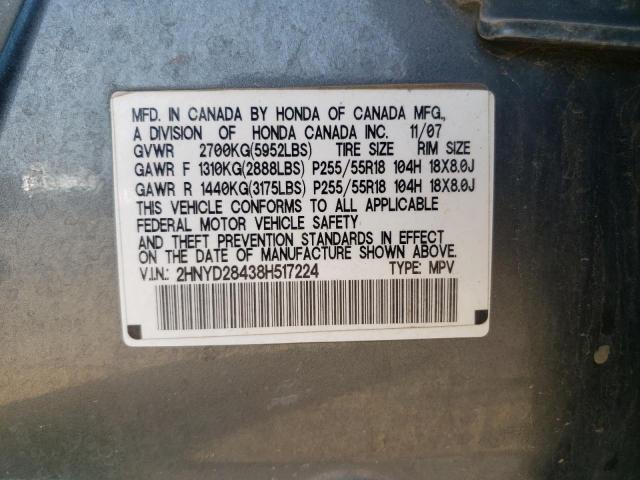 MFD. IN CANADA BY HONDA OF CANADA MFG.,
A DIVISION OF HONDA CANADA INC. 11/07
GVWR 2700KG(5952LBS) TIRE SIZE RIM SIZE
GAWR F 1310KG(2888LBS) P255/55R18 104H 18X8.0J
GAWR R 1440KG(3175LBS) P255/55R18 104H 18X8.0J
THIS VEHICLE CONFORMS TO ALL APPLICABLE
FEDERAL MOTOR VEHICLE SAFETY
AND THEFT PREVENTION STANDARDS IN EFFECT
ON THE DATE OF MANUFACTURE SHOWN ABOVE.
V.I.N.: 2HNYD28438H517224 TYPE: MPV